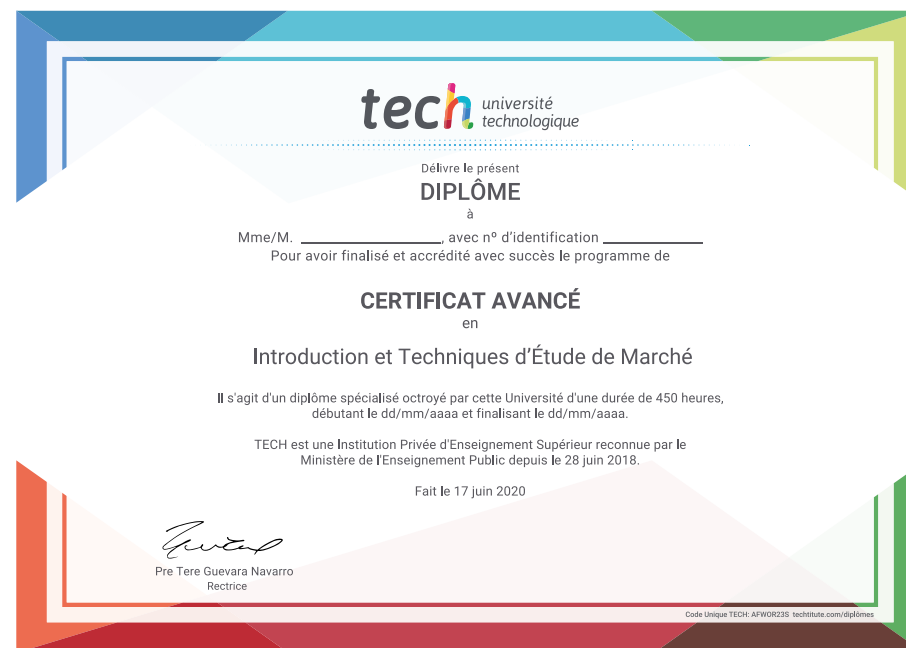 tech université
technologique
Délivre le présent
DIPLÔME
à
Mme/M. ____________________, avec nº d'identification ______________
Pour avoir finalisé et accrédité avec succès le programme de
CERTIFICAT AVANCÉ
en
Introduction et Techniques d'Étude de Marché
Il s'agit d'un diplôme spécialisé octroyé par cette Université d'une durée de 450 heures,
débutant le dd/mm/aaaa et finalisant le dd/mm/aaaa.
TECH est une Institution Privée d'Enseignement Supérieur reconnue par le
Ministère de l'Enseignement Public depuis le 28 juin 2018.
Fait le 17 juin 2020
Pre Tere Guevara Navarro
Rectrice
Code Unique TECH: AFWOR23S techtitute.com/diplômes